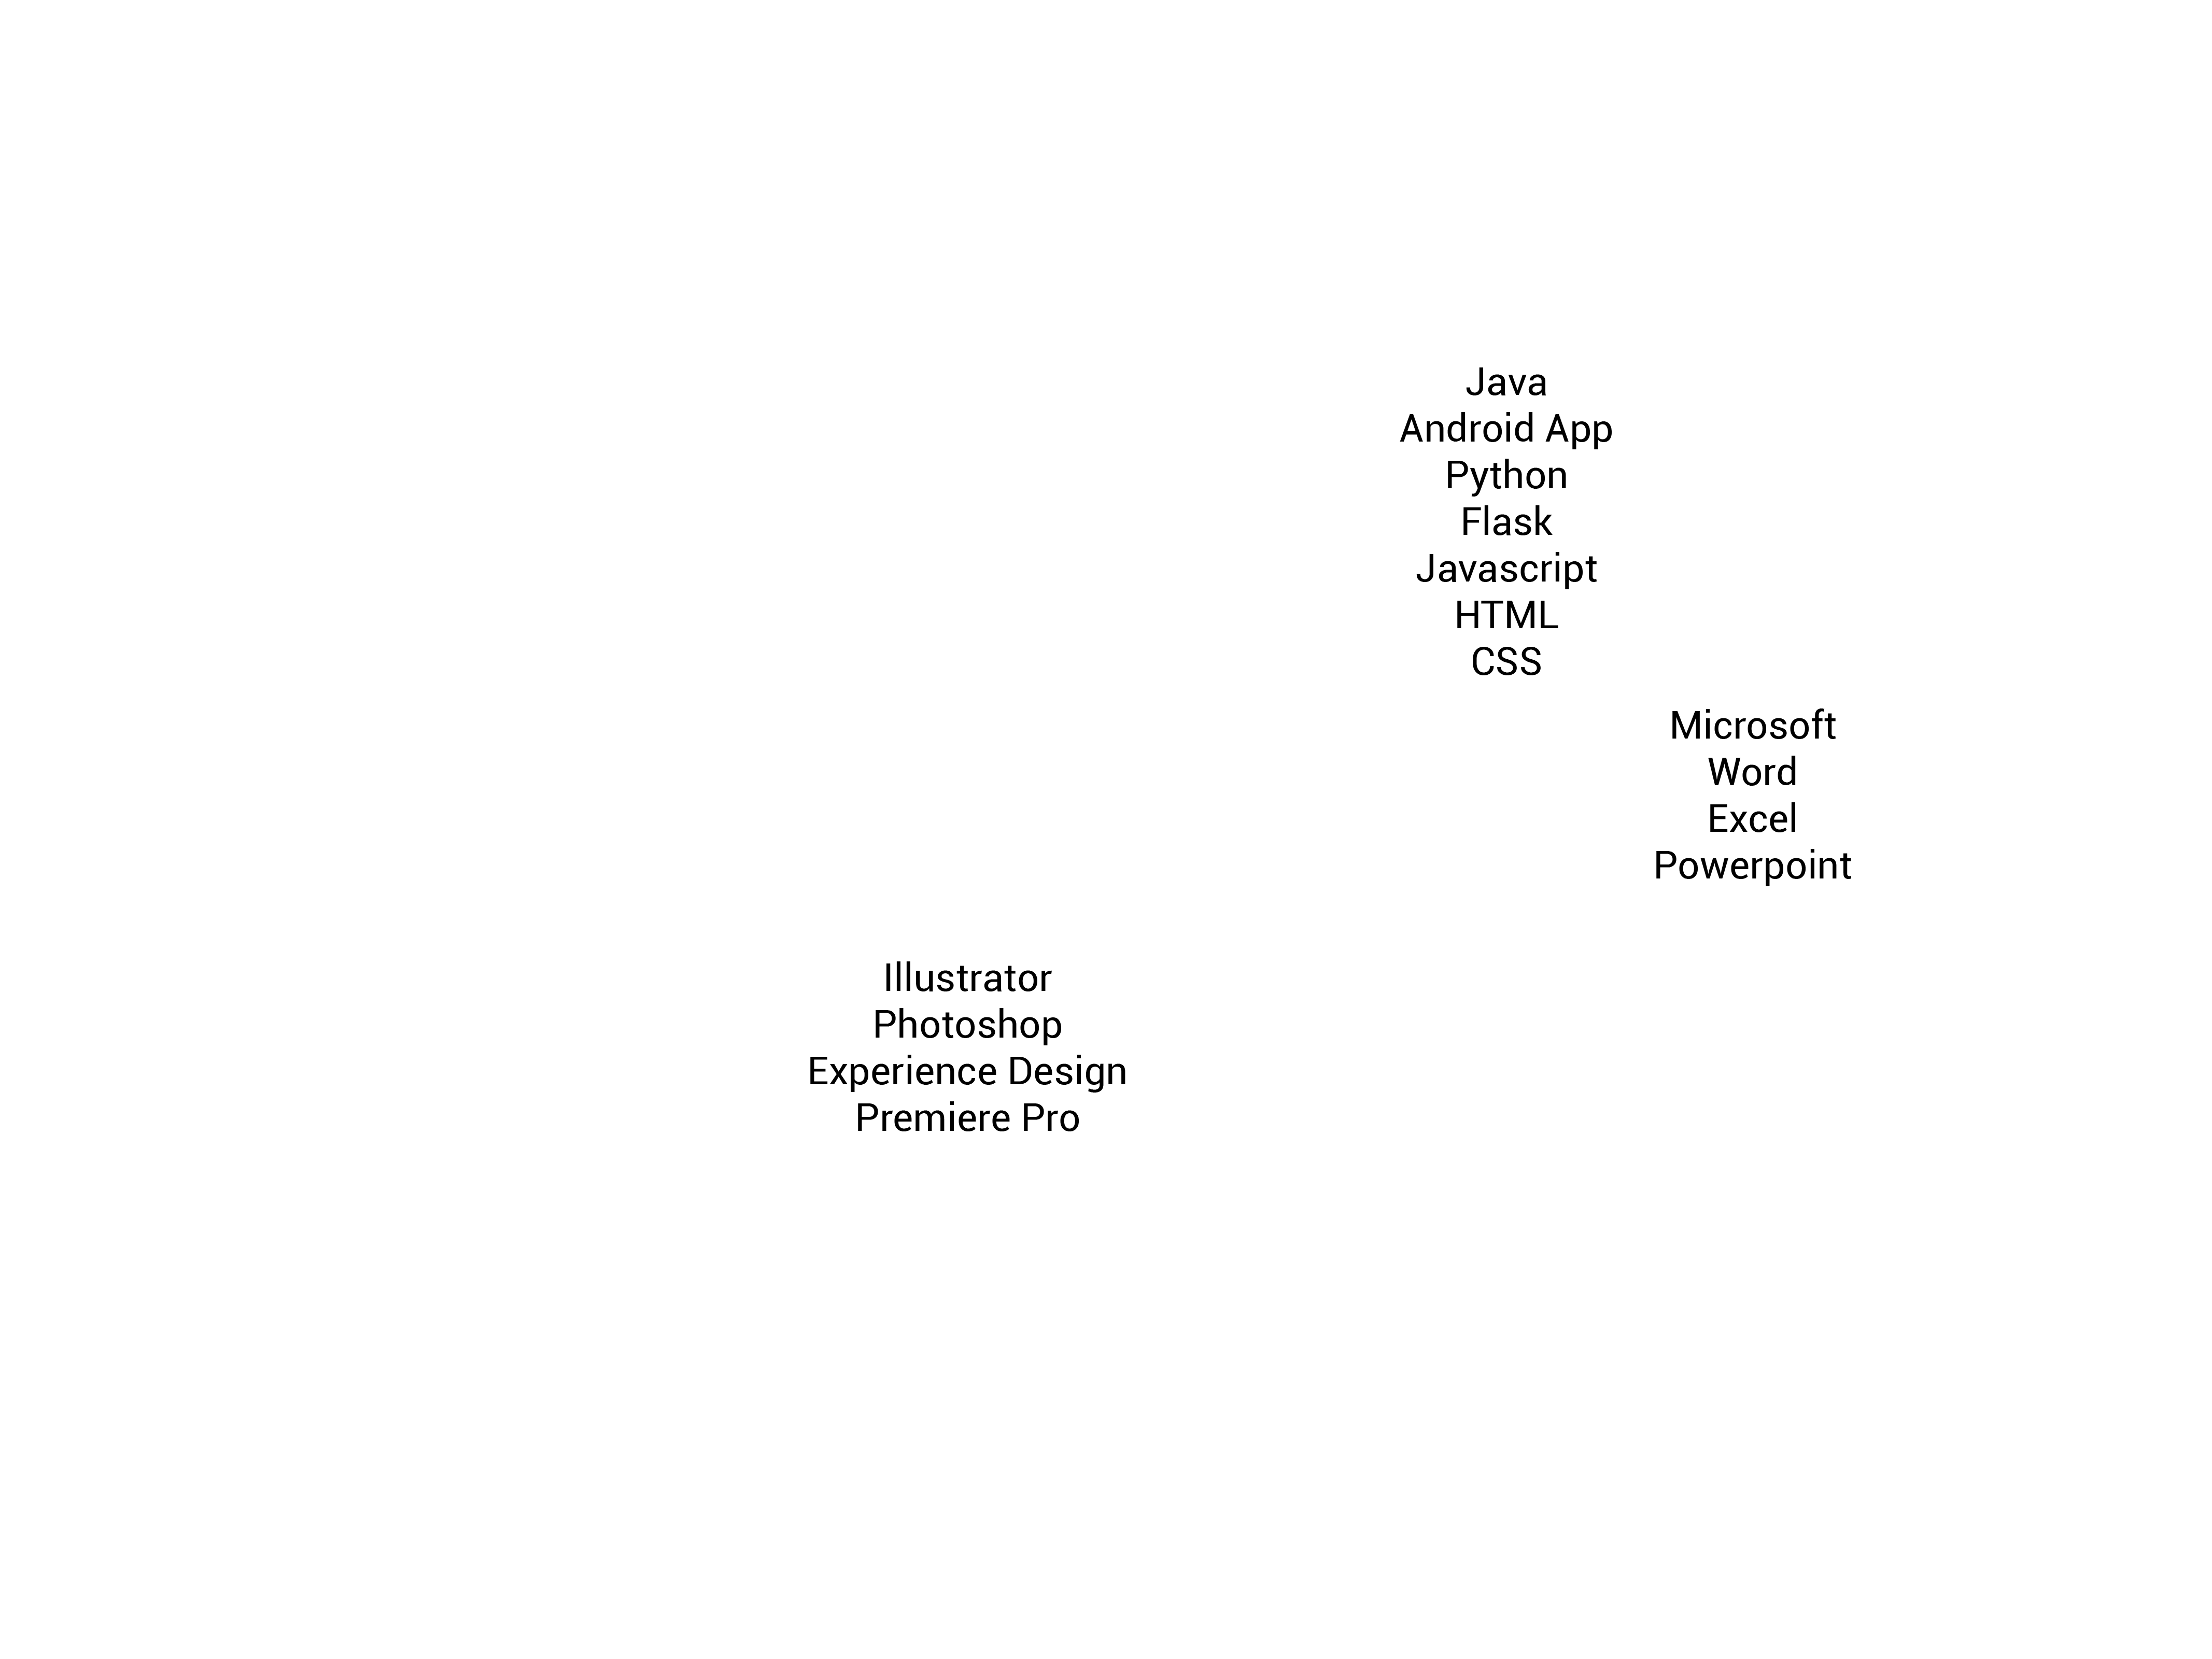 Java
Android App
Python
Flask
Javascript
HTML
CSS
Microsoft
Word
Excel
Powerpoint
Illustrator
Photoshop
Experience Design
Premiere Pro